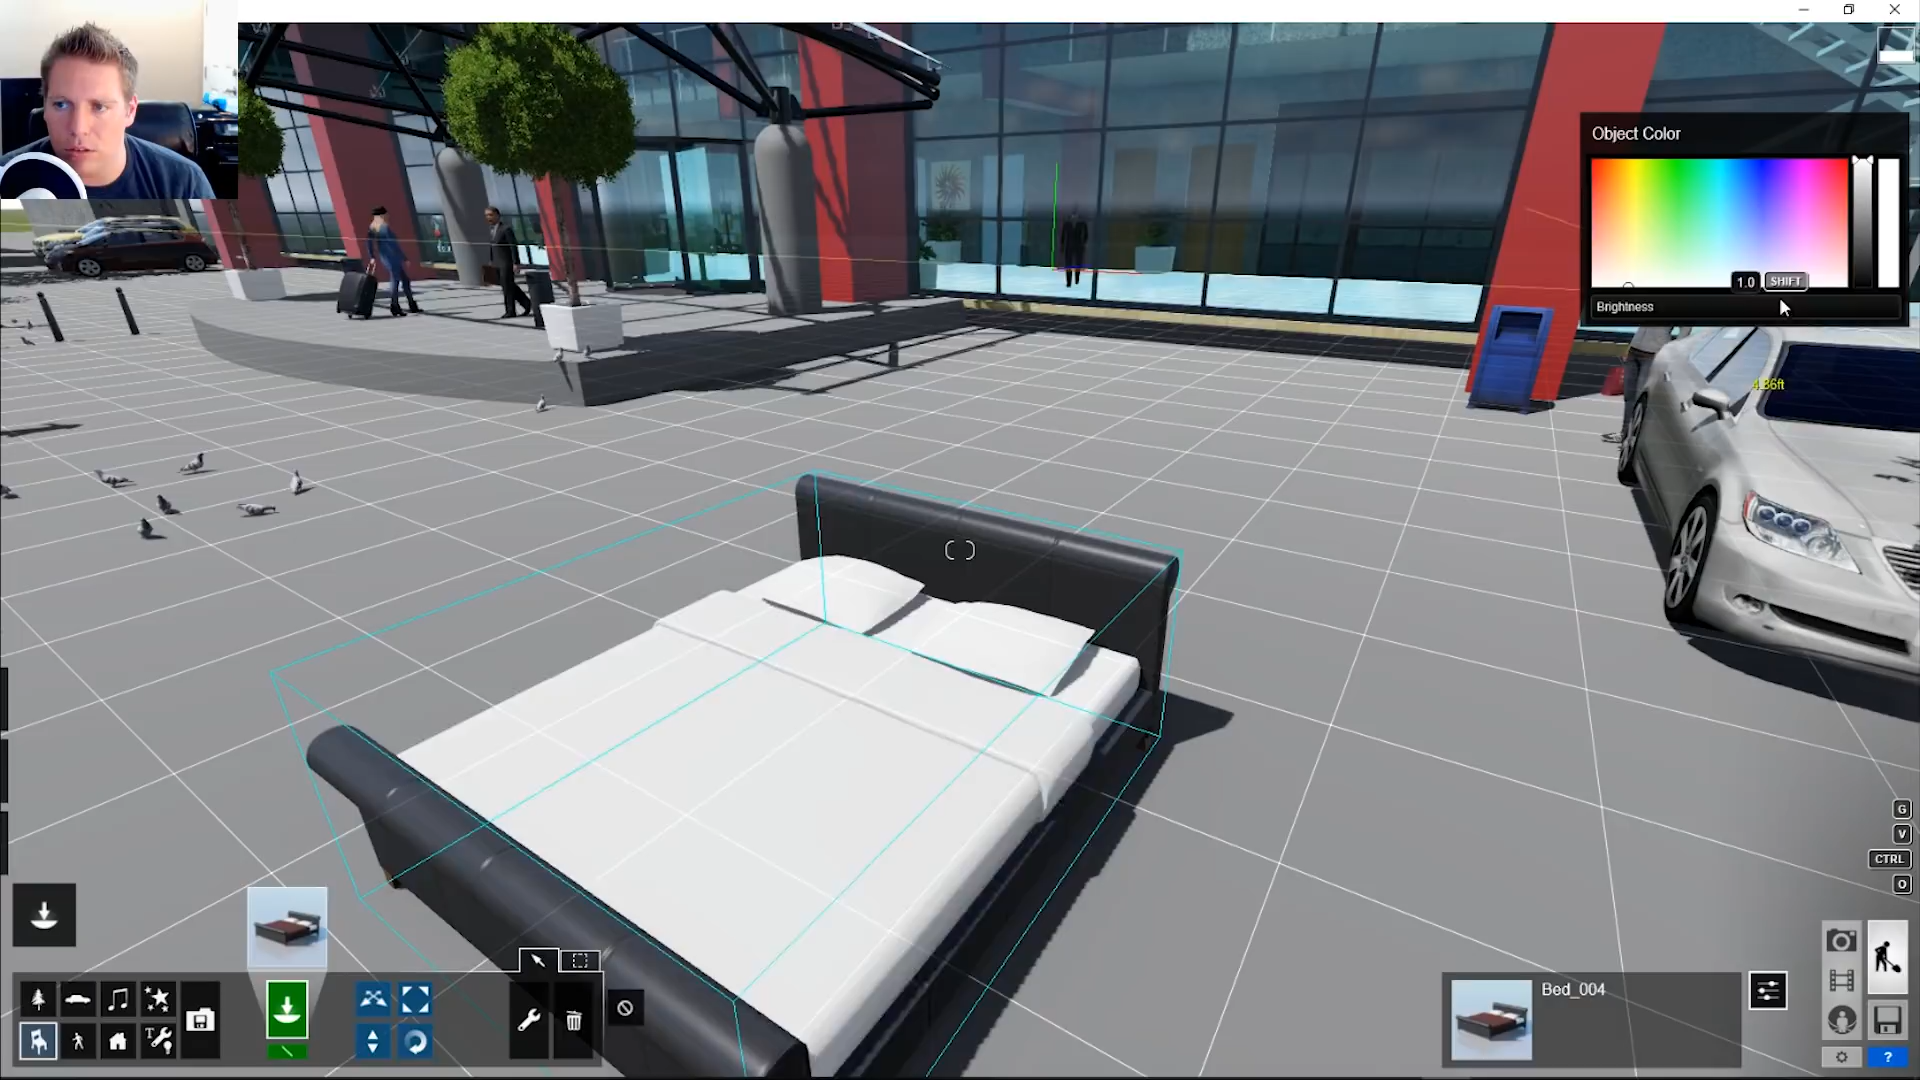 Object Color
1.0 SHIFT
Brightness
4.86ft
G
V
CTRL
O
Bed_004
T
?